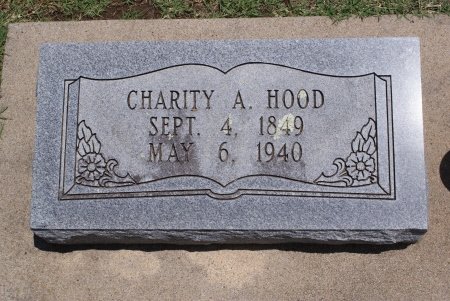 CHARITY A. HOOD
SEPT. 4, 1849
MAY 6, 1940